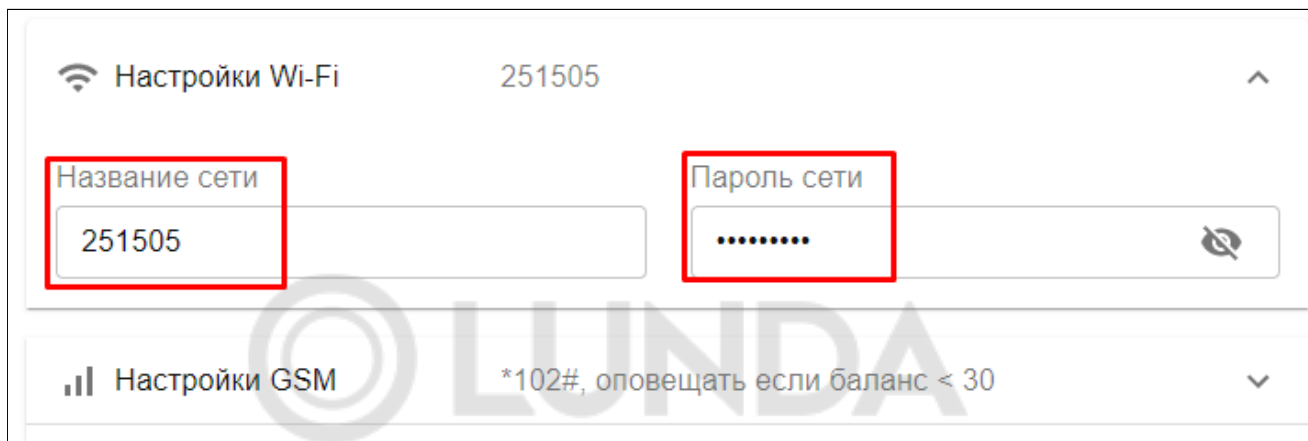 Настройки Wi-Fi 251505
Название сети Пароль сети
251505 •••••••••
LUNDA
Настройки GSM *102#, оповещать если баланс < 30